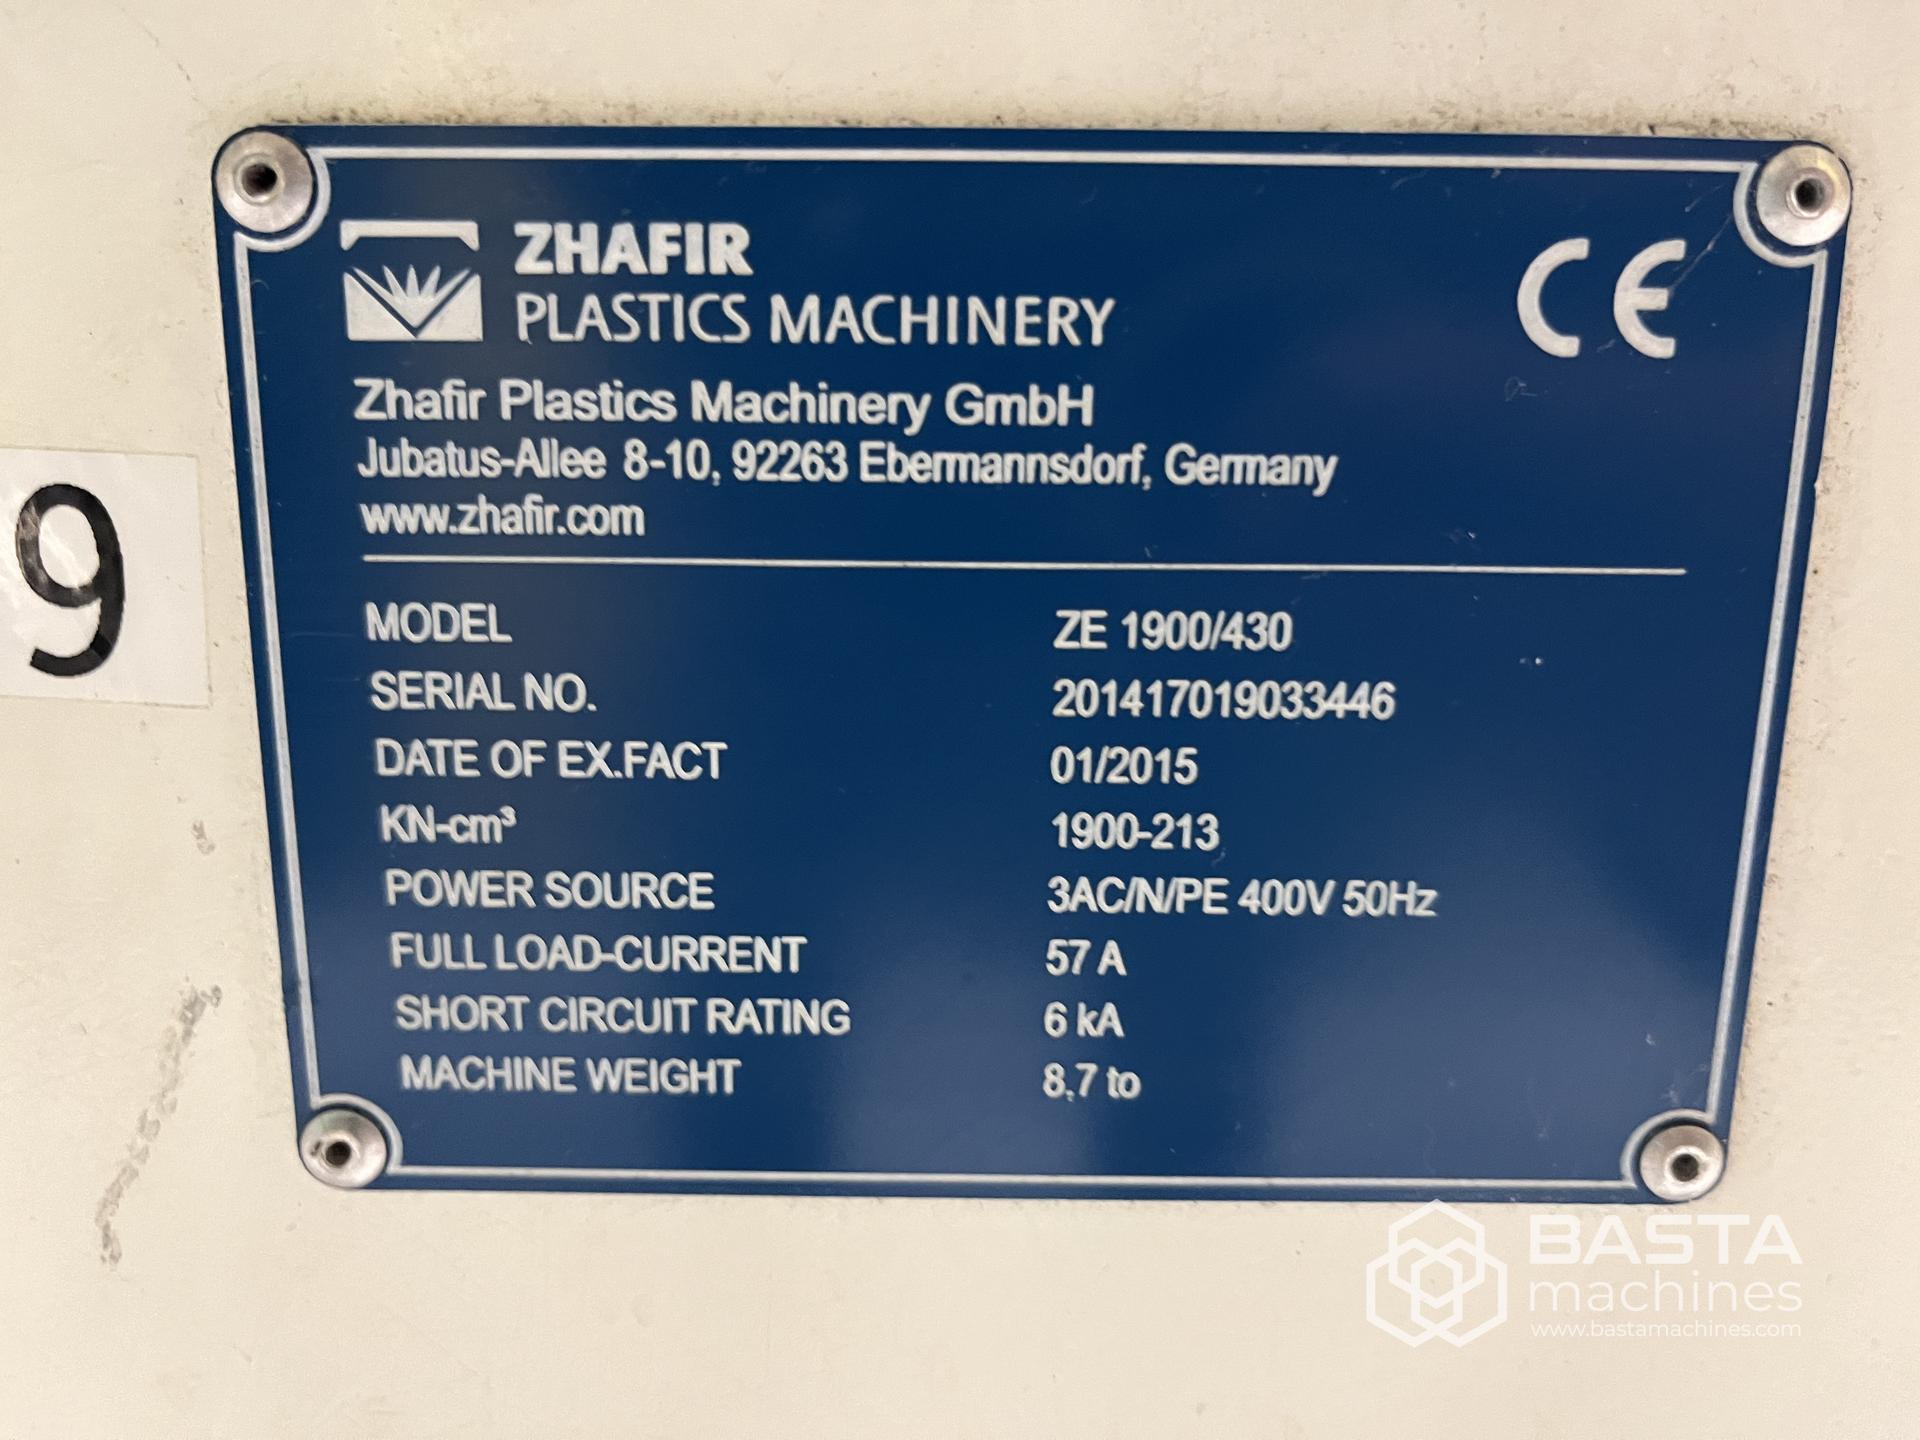 ZHAFIR
PLASTICS MACHINERY
CE
Zhafir Plastics Machinery GmbH
Jubatus-Allee 8-10, 92263 Ebermannsdorf, Germany
www.zhafir.com
9
MODEL ZE 1900/430
SERIAL NO. 201417019033446
DATE OF EX.FACT 01/2015
KN-cm³ 1900-213
POWER SOURCE 3AC/N/PE 400V 50Hz
FULL LOAD-CURRENT 57 A
SHORT CIRCUIT RATING 6 kA
MACHINE WEIGHT 8,7 to
BASTA
machines
www.bastamachines.com